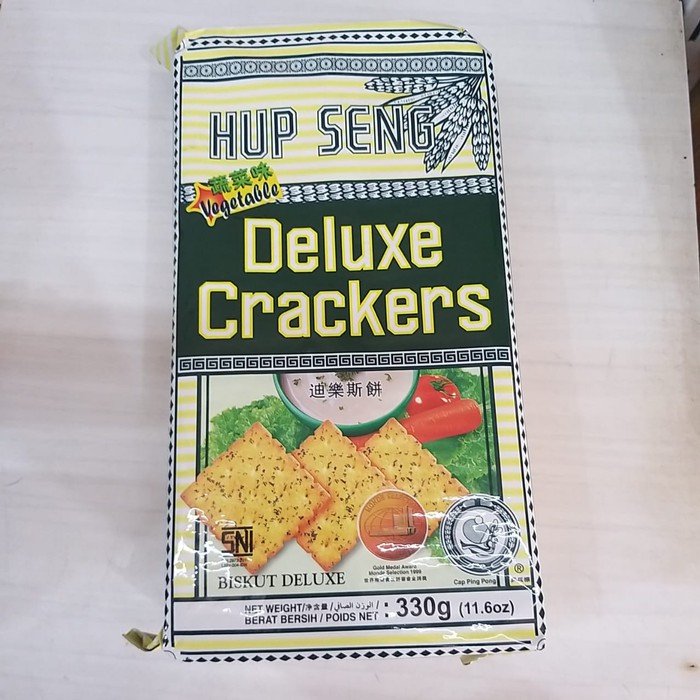 HUP SENG
蔬菜味
Vegetable
Deluxe
Crackers
迪樂斯餅
SNI
Gold Medal Award
Monde Selection 1999
BISKUT DELUXE
Cap Ping Pong
®
NET WEIGHT/净含量/الوزن الصافي/
BERAT BERSIH / POIDS NET : 330g (11.6oz)